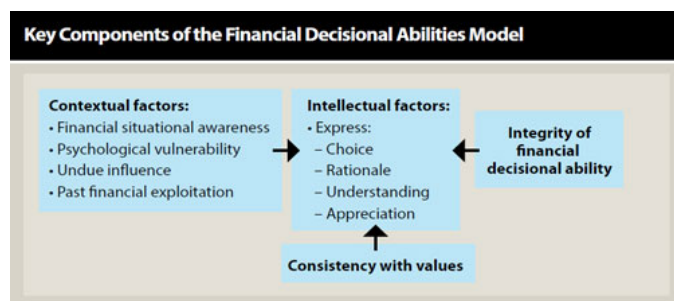 Key Components of the Financial Decisional Abilities Model
Contextual factors:
• Financial situational awareness
• Psychological vulnerability
• Undue influence
• Past financial exploitation
Intellectual factors:
• Express:
– Choice
– Rationale
– Understanding
– Appreciation
Integrity of
financial
decisional ability
Consistency with values